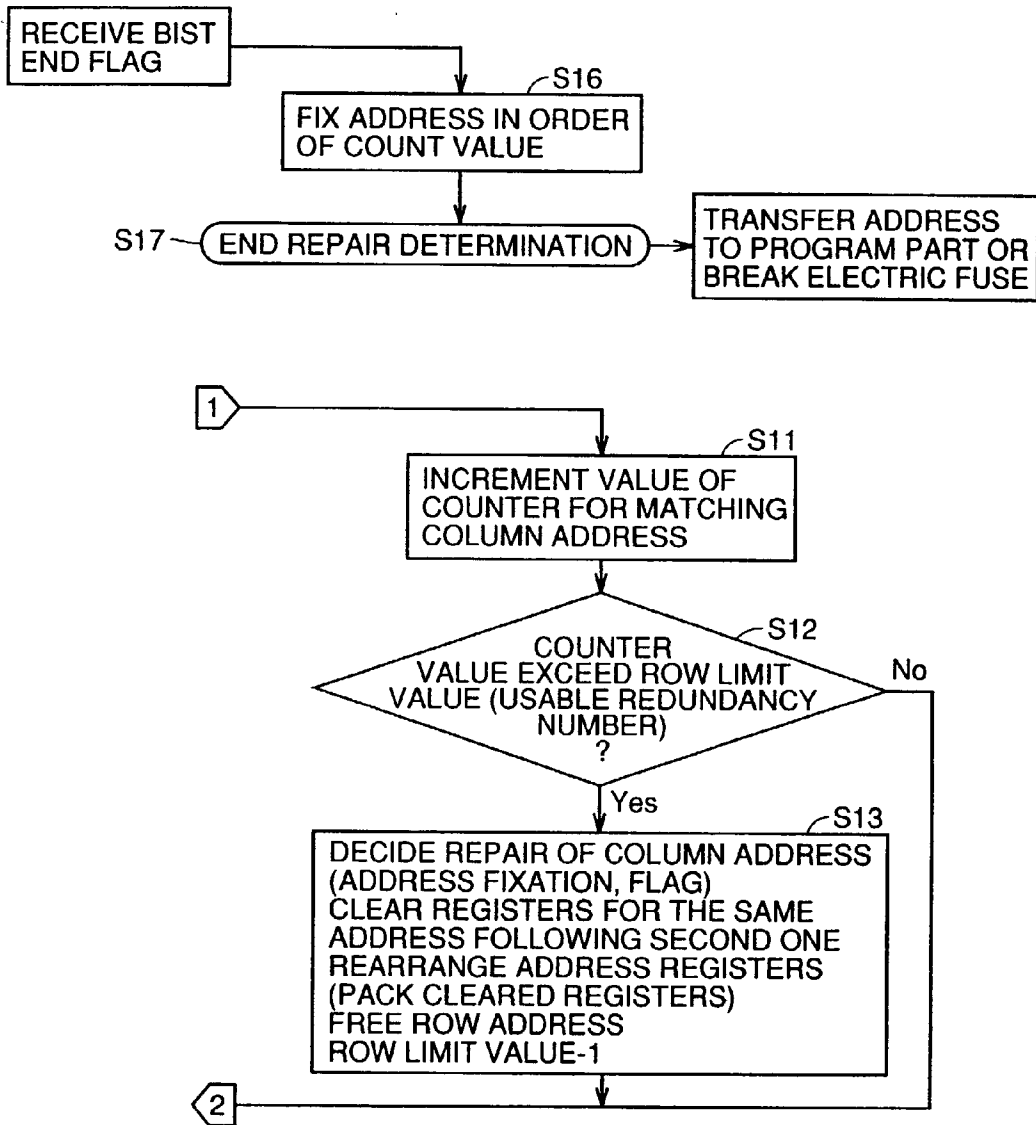 RECEIVE BIST
END FLAG
S16
FIX ADDRESS IN ORDER
OF COUNT VALUE
S17
END REPAIR DETERMINATION
TRANSFER ADDRESS
TO PROGRAM PART OR
BREAK ELECTRIC FUSE
1
S11
INCREMENT VALUE OF
COUNTER FOR MATCHING
COLUMN ADDRESS
S12
COUNTER
VALUE EXCEED ROW LIMIT
VALUE (USABLE REDUNDANCY
NUMBER)
?
No
Yes
S13
DECIDE REPAIR OF COLUMN ADDRESS
(ADDRESS FIXATION, FLAG)
CLEAR REGISTERS FOR THE SAME
ADDRESS FOLLOWING SECOND ONE
REARRANGE ADDRESS REGISTERS
(PACK CLEARED REGISTERS)
FREE ROW ADDRESS
ROW LIMIT VALUE-1
2